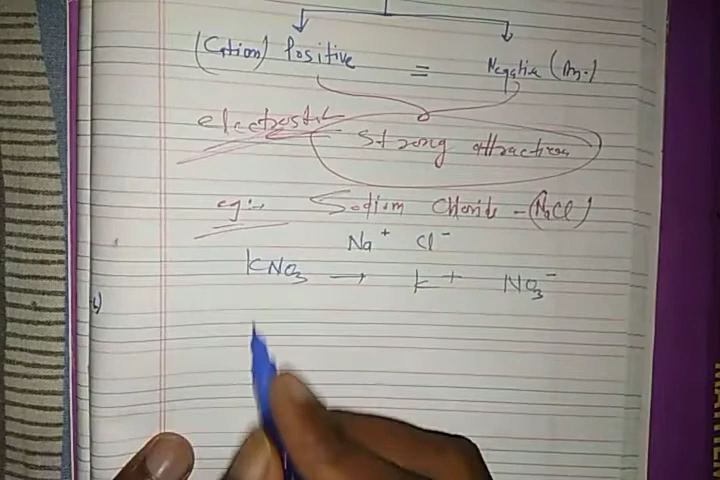 (Cation) Positive = Negative (An-)
electrostatic
Strong attraction
eg:- Sodium Chloride - (NaCl)
Na⁺ Cl⁻
KNO₃ → K⁺ NO₃⁻